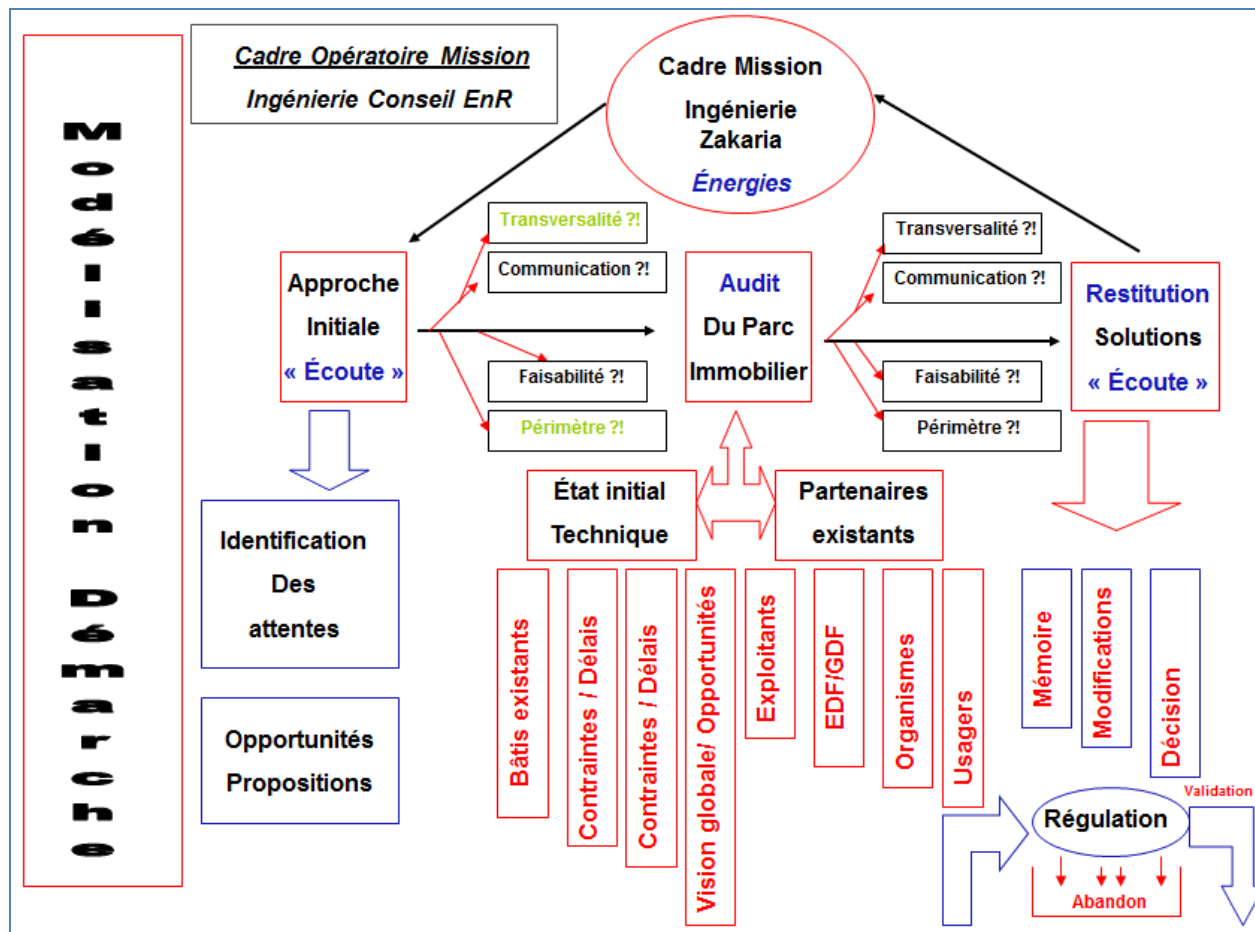 Modélisation Démarche
Cadre Opératoire Mission
Ingénierie Conseil EnR
Cadre Mission
Ingénierie
Zakaria
Énergies
Approche
Initiale
« Écoute »
Transversalité ?!
Communication ?!
Faisabilité ?!
Périmètre ?!
Audit
Du Parc
Immobilier
Transversalité ?!
Communication ?!
Faisabilité ?!
Périmètre ?!
Restitution
Solutions
« Écoute »
Identification
Des
attentes
Opportunités
Propositions
État initial
Technique
Partenaires
existants
Bâtis existants
Contraintes / Délais
Contraintes / Délais
Vision globale/ Opportunités
Exploitants
EDF/GDF
Organismes
Usagers
Mémoire
Modifications
Décision
Validation
Régulation
Abandon